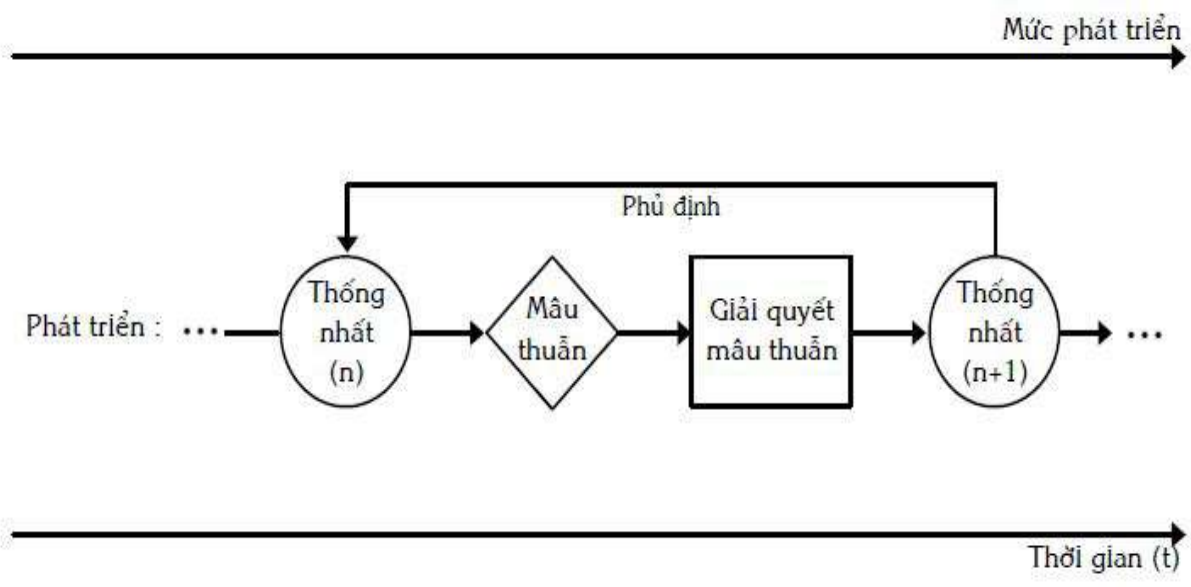 Mức phát triển
Phủ định
Phát triển : ...
Thống
nhất
(n)
Mâu
thuẫn
Giải quyết
mâu thuẫn
Thống
nhất
(n+1)
...
Thời gian (t)